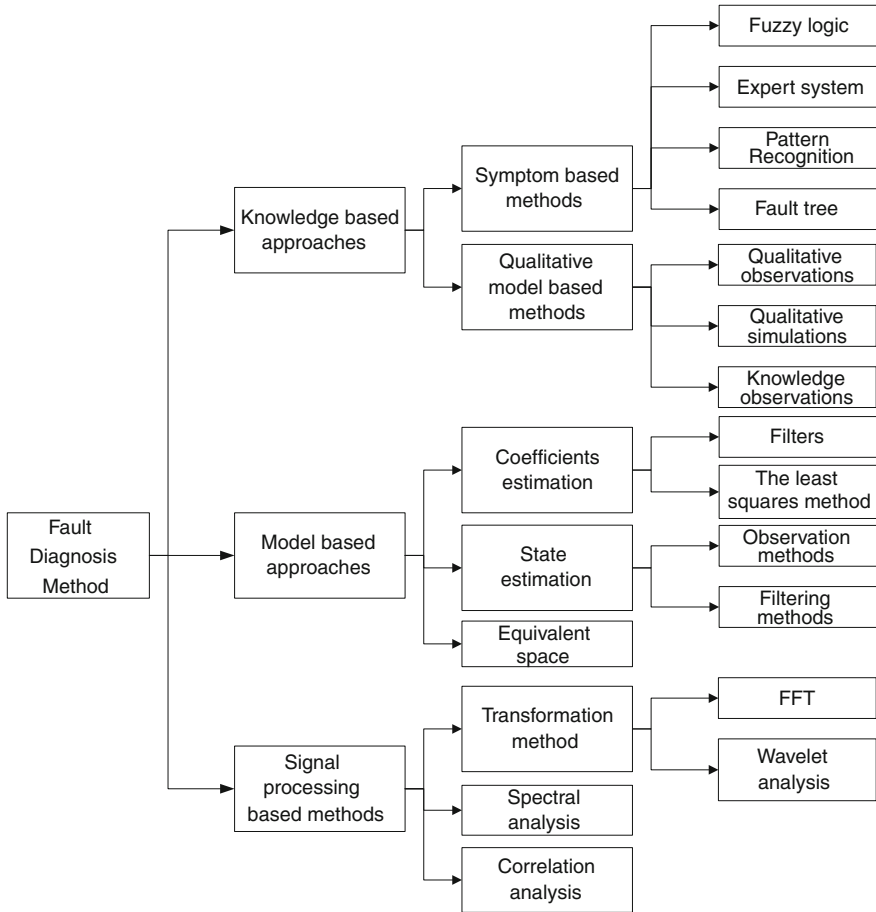 Fault
Diagnosis
Method
Knowledge based
approaches
Symptom based
methods
Fuzzy logic
Expert system
Pattern
Recognition
Fault tree
Qualitative
model based
methods
Qualitative
observations
Qualitative
simulations
Knowledge
observations
Model based
approaches
Coefficients
estimation
Filters
The least
squares method
State
estimation
Observation
methods
Filtering
methods
Equivalent
space
Signal
processing
based methods
Transformation
method
FFT
Wavelet
analysis
Spectral
analysis
Correlation
analysis